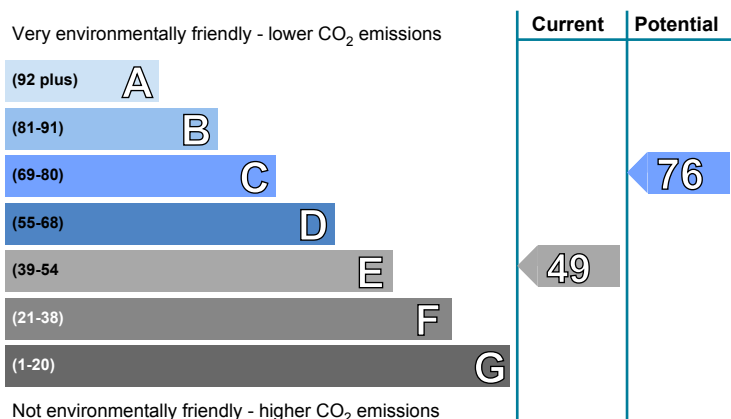 Very environmentally friendly - lower CO2 emissions
Current
Potential
(92 plus) A
(81-91) B
(69-80) C
76
(55-68) D
(39-54 E
49
(21-38) F
(1-20) G
Not environmentally friendly - higher CO2 emissions